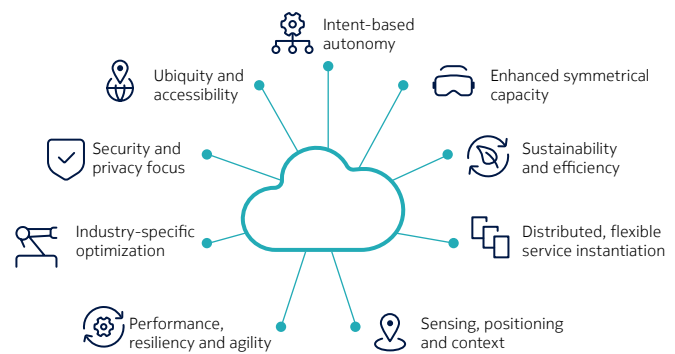 Intent-based
autonomy
Ubiquity and
accessibility
Enhanced symmetrical
capacity
Security and
privacy focus
Sustainability
and efficiency
Industry-specific
optimization
Distributed, flexible
service instantiation
Performance,
resiliency and agility
Sensing, positioning
and context